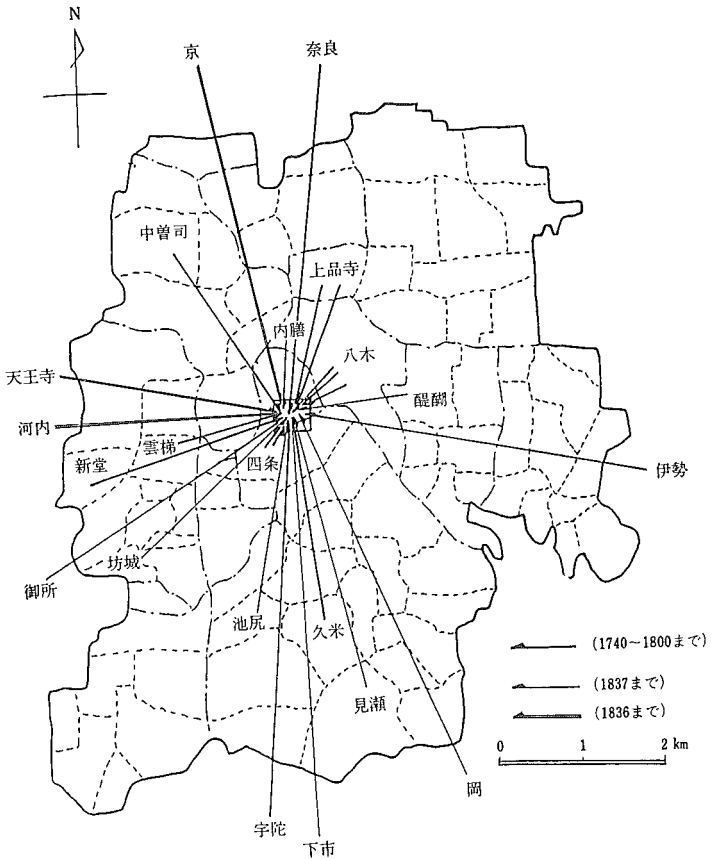 N
京
奈良
中曽司
上品寺
内膳
八木
天王寺
醍醐
河内
雲梯
新堂
四条
伊勢
坊城
御所
池尻
久米
(1740～1800まで)
見瀬
(1837まで)
(1836まで)
0 1 2 km
岡
宇陀
下市